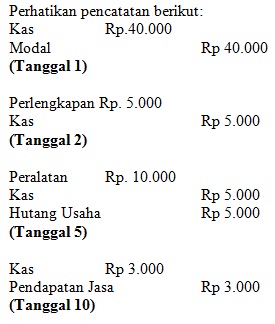 Perhatikan pencatatan berikut:
Kas Rp.40.000
Modal Rp 40.000
(Tanggal 1)
Perlengkapan Rp. 5.000
Kas Rp 5.000
(Tanggal 2)
Peralatan Rp. 10.000
Kas Rp 5.000
Hutang Usaha Rp 5.000
(Tanggal 5)
Kas Rp 3.000
Pendapatan Jasa Rp 3.000
(Tanggal 10)